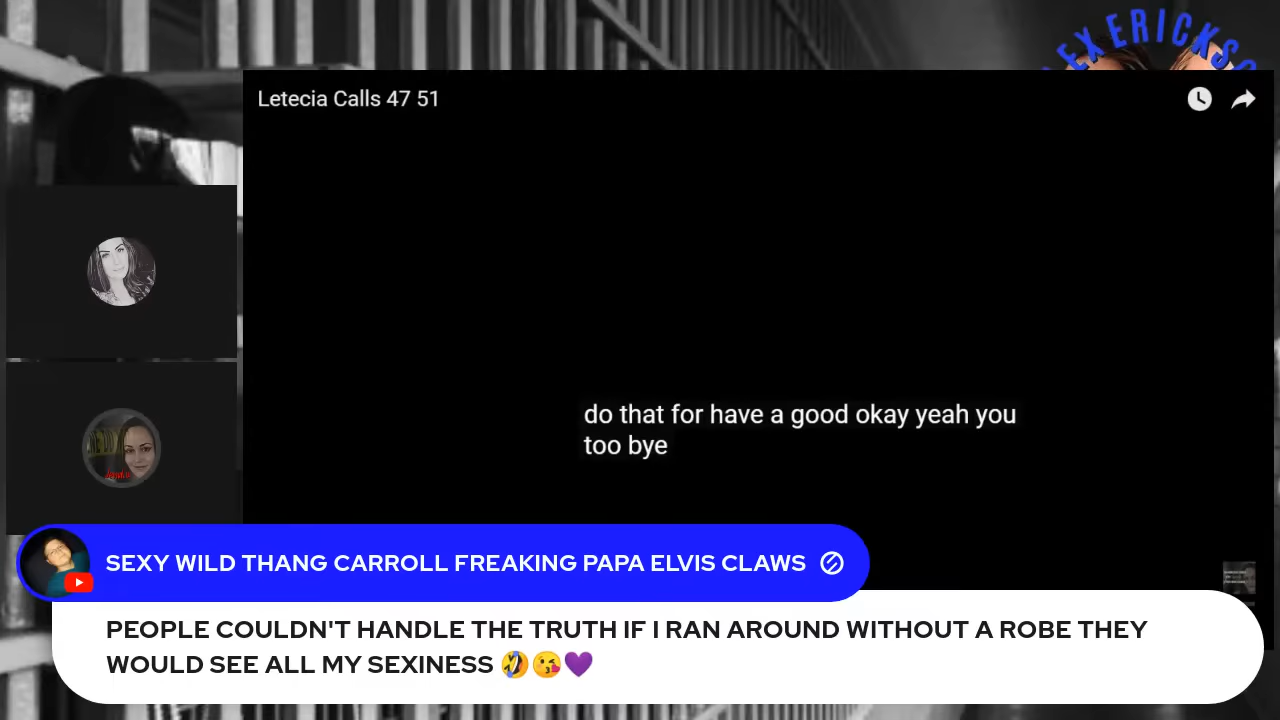 EX ERICKSO
Letecia Calls 47 51
do that for have a good okay yeah you
too bye
SEXY WILD THANG CARROLL FREAKING PAPA ELVIS CLAWS
PEOPLE COULDN'T HANDLE THE TRUTH IF I RAN AROUND WITHOUT A ROBE THEY
WOULD SEE ALL MY SEXINESS 🤣😘💜